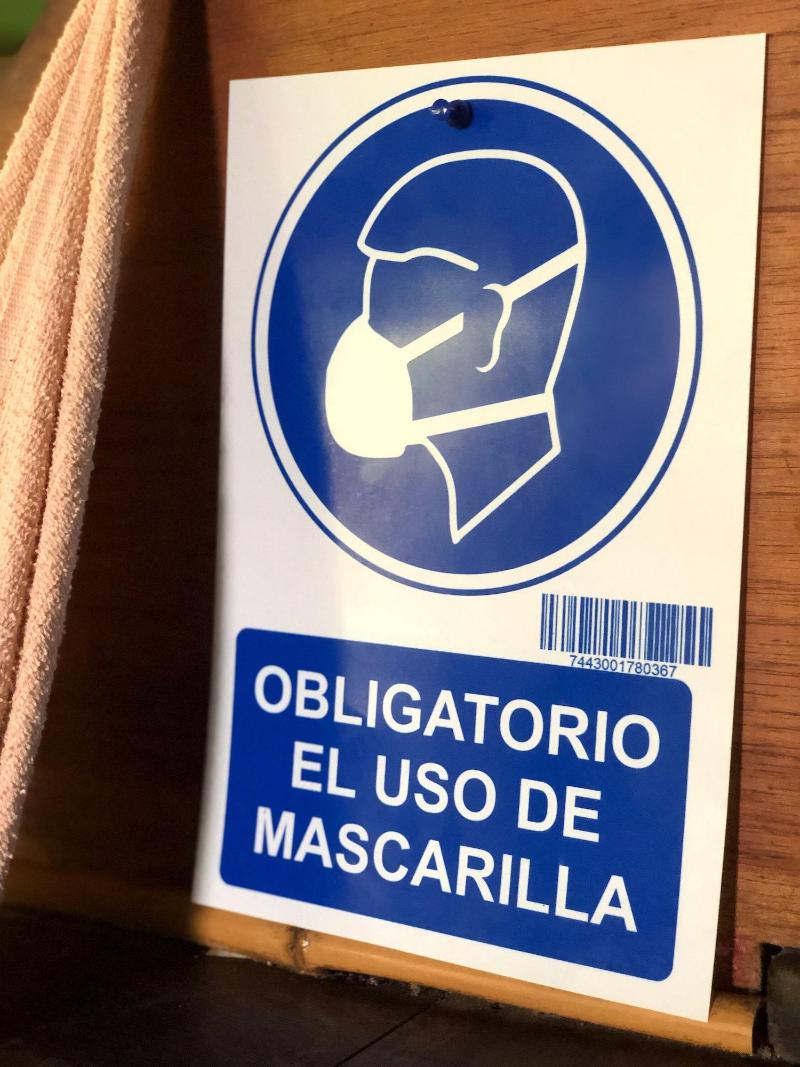 7443001780367
OBLIGATORIO
EL USO DE
MASCARILLA